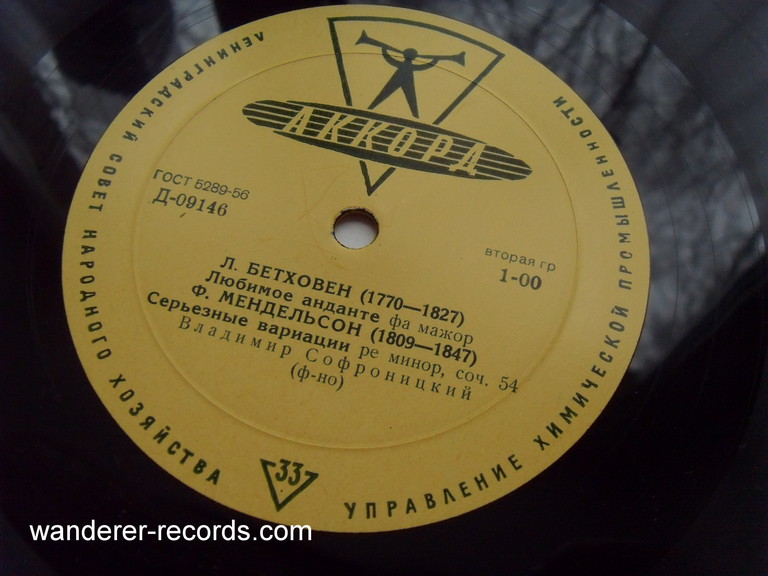 ЛЕНИНГРАДСКИЙ СОВЕТ НАРОДНОГО ХОЗЯЙСТВА
УПРАВЛЕНИЕ ХИМИЧЕСКОЙ ПРОМЫШЛЕННОСТИ
АККОРД
ГОСТ 5289-56
Д-09146
вторая гр
1-00
Л. БЕТХОВЕН (1770—1827)
Любимое анданте фа мажор
Ф. МЕНДЕЛЬСОН (1809—1847)
Серьезные вариации ре минор, соч. 54
Владимир Софроницкий
(ф-но)
33
wanderer-records.com